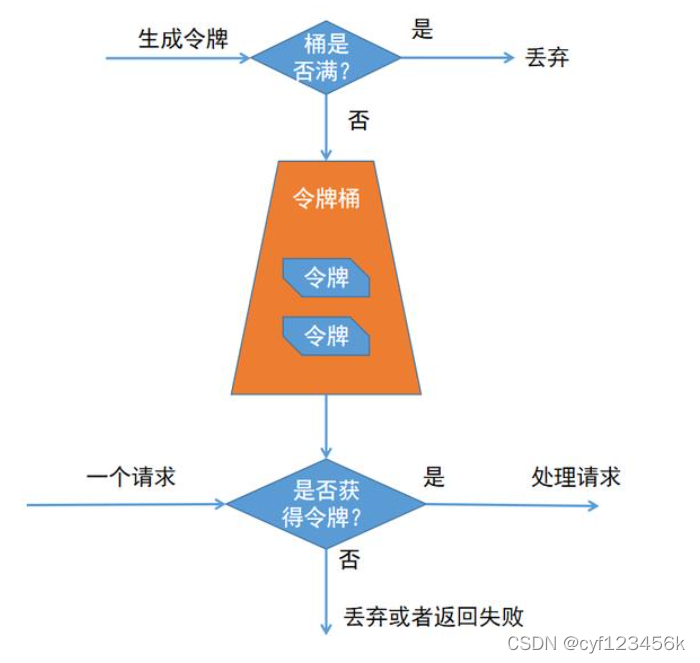 生成令牌
桶是
否满?
是
丢弃
否
令牌桶
令牌
令牌
一个请求
是否获
得令牌?
是
处理请求
否
丢弃或者返回失败
CSDN @cyf123456k